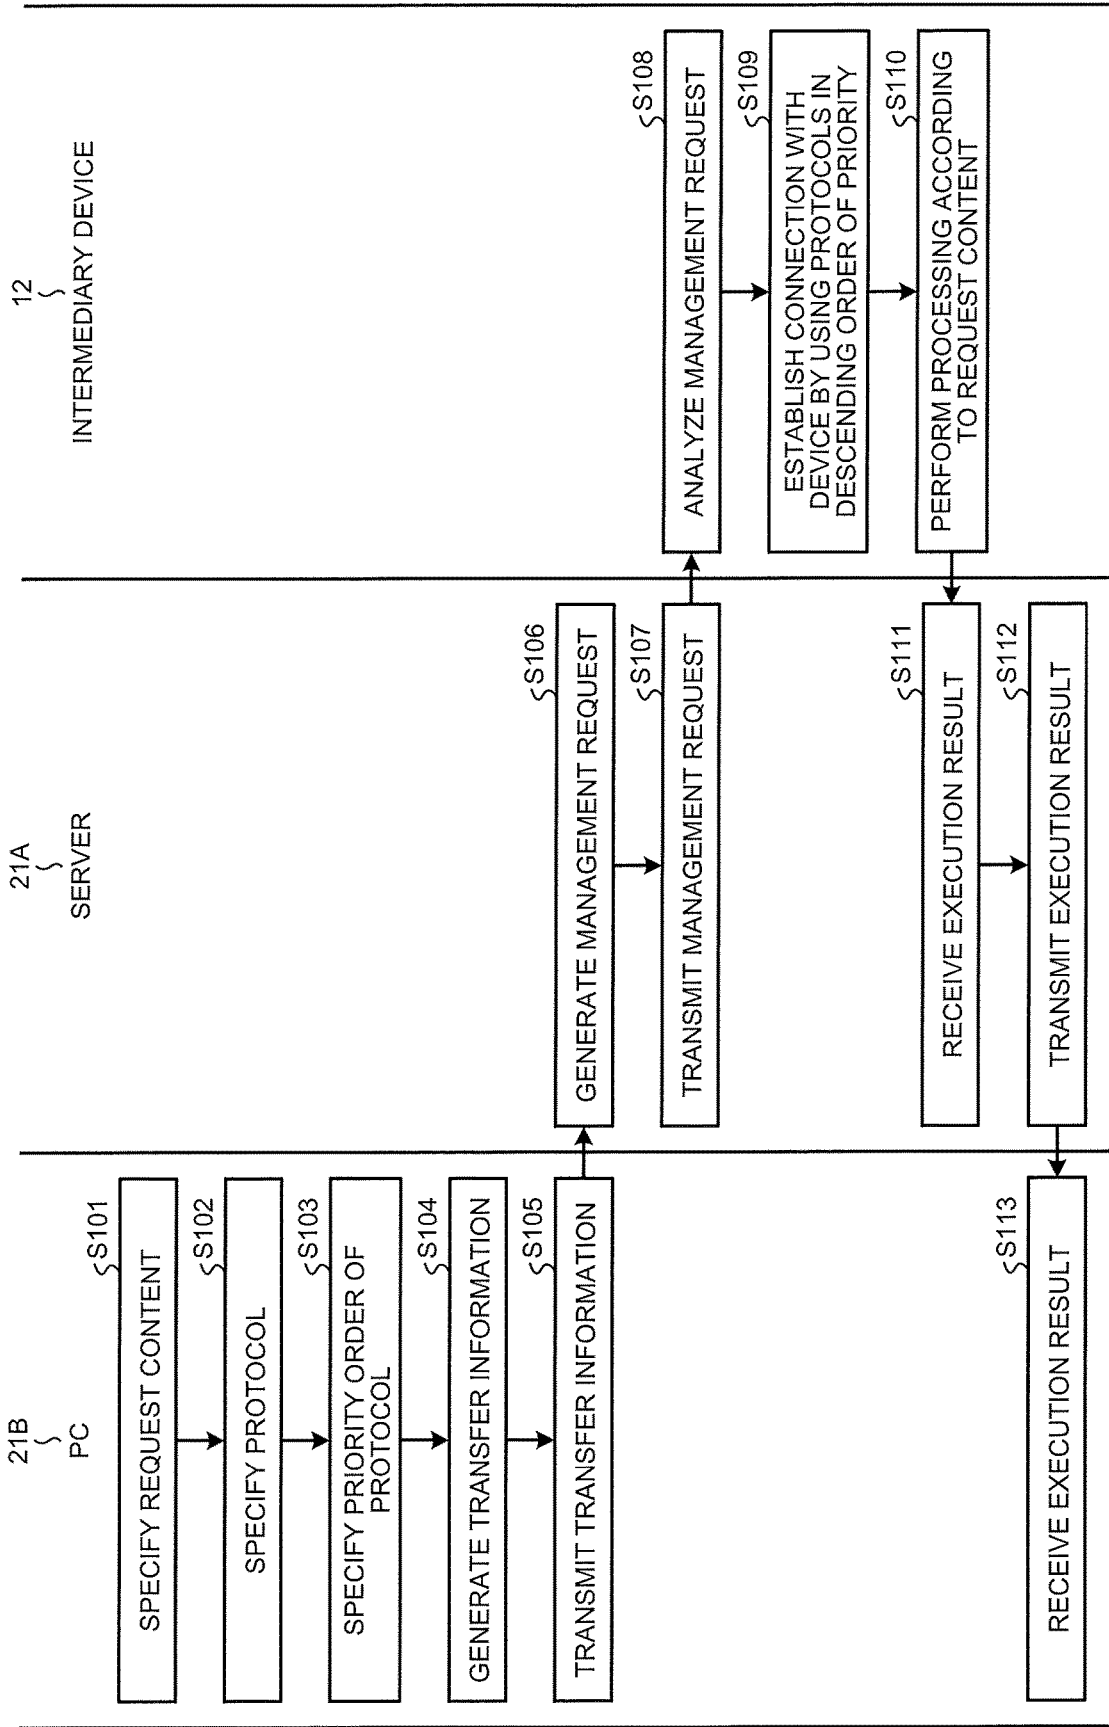 21B
PC
21A
SERVER
12
INTERMEDIARY DEVICE
S101
SPECIFY REQUEST CONTENT
S102
SPECIFY PROTOCOL
S103
SPECIFY PRIORITY ORDER OF
PROTOCOL
S104
GENERATE TRANSFER INFORMATION
S105
TRANSMIT TRANSFER INFORMATION
S106
GENERATE MANAGEMENT REQUEST
S107
TRANSMIT MANAGEMENT REQUEST
S108
ANALYZE MANAGEMENT REQUEST
S109
ESTABLISH CONNECTION WITH
DEVICE BY USING PROTOCOLS IN
DESCENDING ORDER OF PRIORITY
S110
PERFORM PROCESSING ACCORDING
TO REQUEST CONTENT
S111
RECEIVE EXECUTION RESULT
S112
TRANSMIT EXECUTION RESULT
S113
RECEIVE EXECUTION RESULT